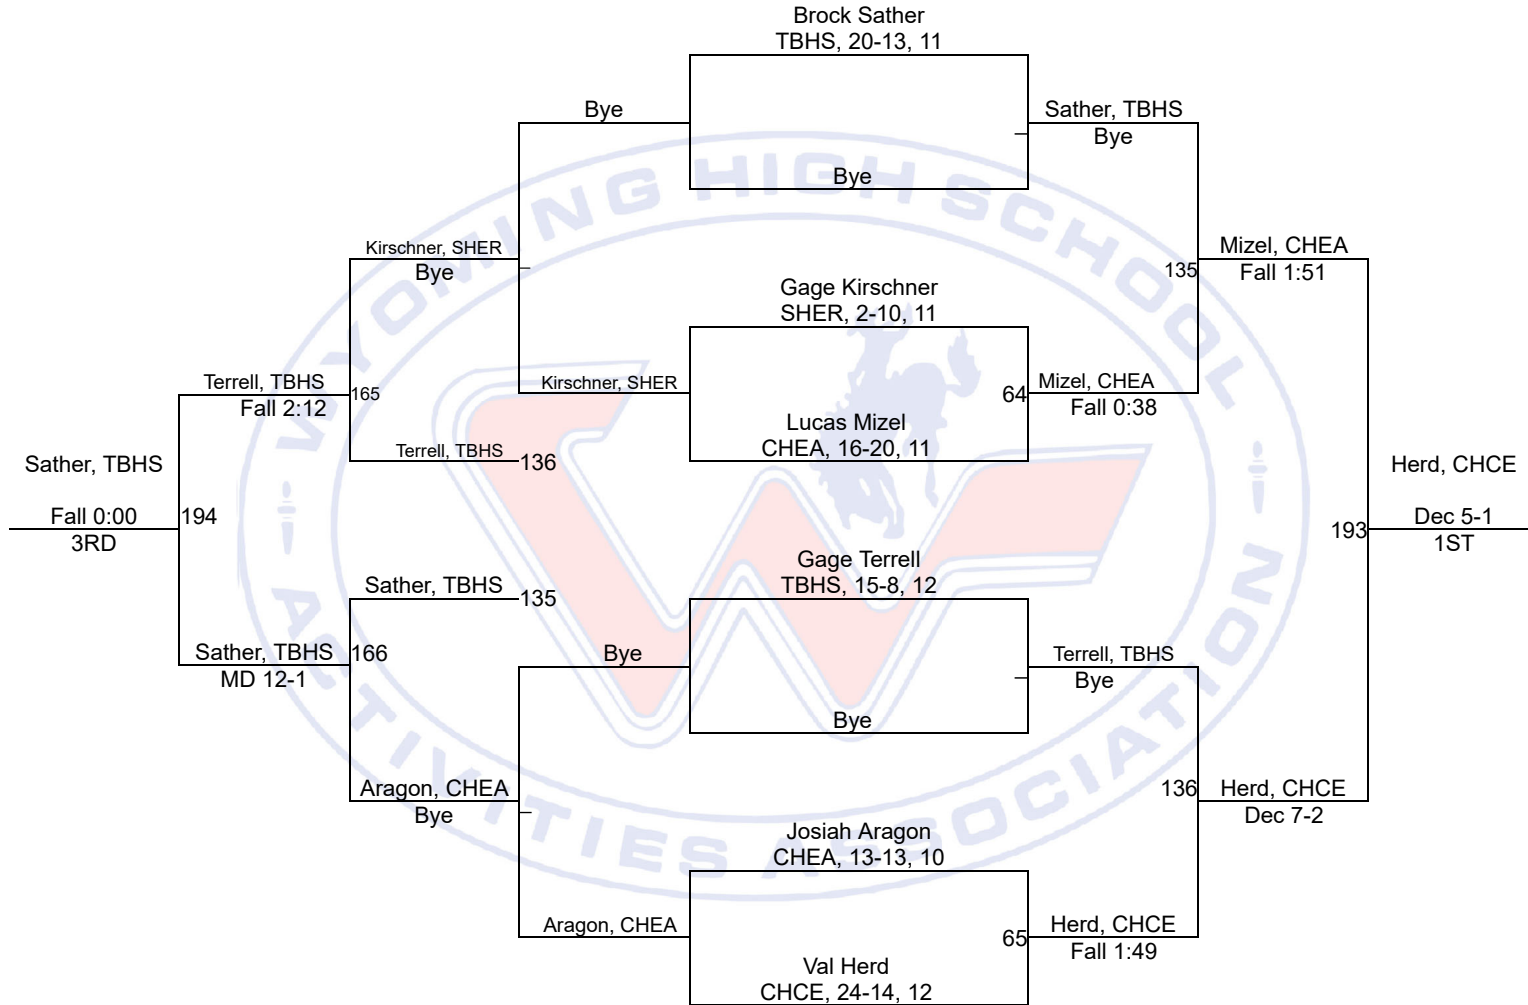 Brock Sather
TBHS, 20-13, 11
Bye
Sather, TBHS
Bye
Bye
WYOMING HIGH SCHOOL
Kirschner, SHER
Bye
Mizel, CHEA
135
Fall 1:51
Gage Kirschner
SHER, 2-10, 11
Terrell, TBHS
165
Fall 2:12
Kirschner, SHER
64
Mizel, CHEA
Fall 0:38
Lucas Mizel
CHEA, 16-20, 11
Terrell, TBHS
136
Sather, TBHS
Herd, CHCE
Fall 0:00
194
3RD
193
Dec 5-1
1ST
Gage Terrell
TBHS, 15-8, 12
Sather, TBHS
135
Sather, TBHS
166
MD 12-1
Bye
Terrell, TBHS
Bye
Bye
Aragon, CHEA
Bye
136
Herd, CHCE
Dec 7-2
Josiah Aragon
CHEA, 13-13, 10
ACTIVITIES ASSOCIATION
Aragon, CHEA
65
Herd, CHCE
Fall 1:49
Val Herd
CHCE, 24-14, 12